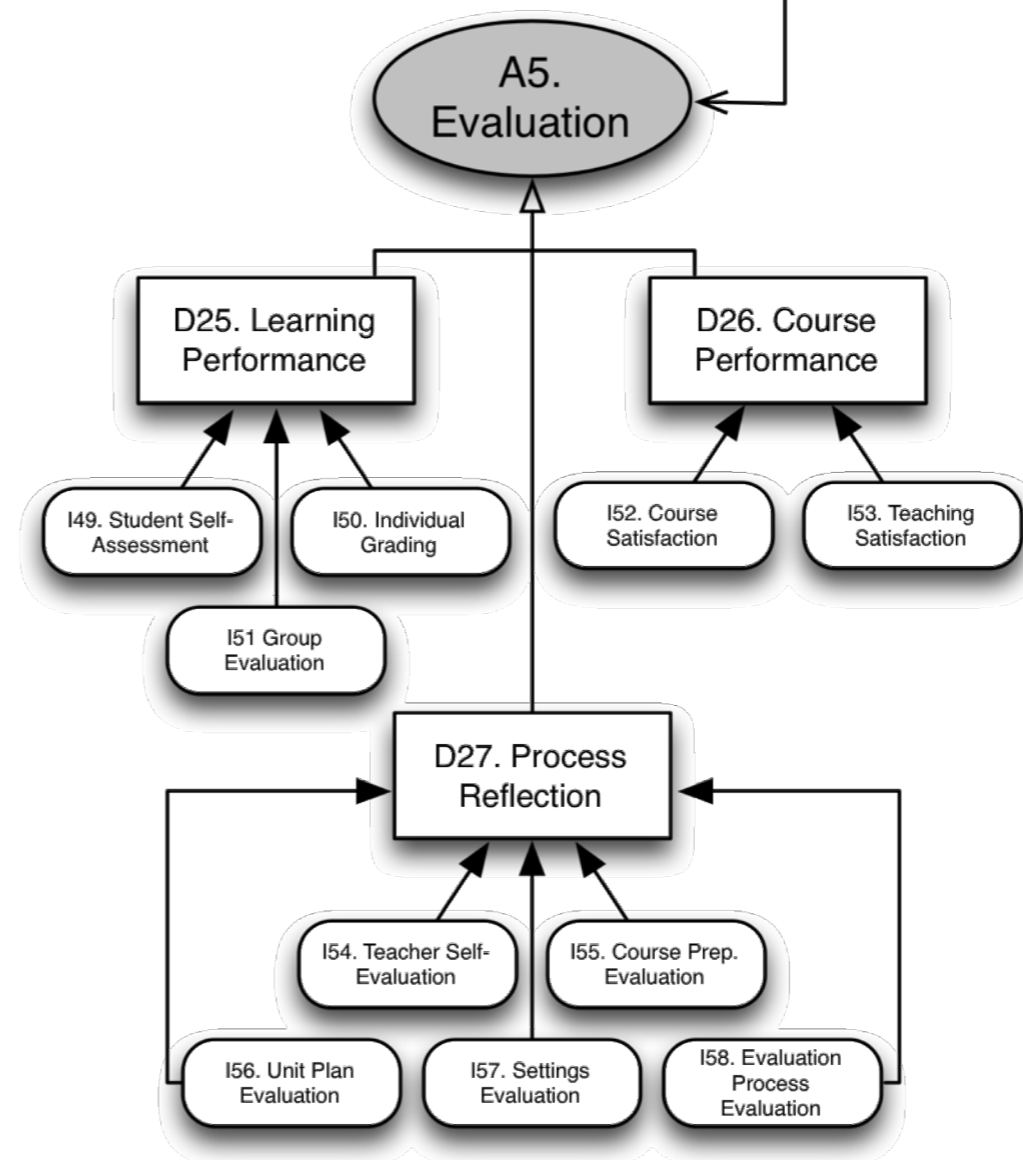 A5.
Evaluation
D25. Learning
Performance
D26. Course
Performance
I49. Student Self-
Assessment
I50. Individual
Grading
I52. Course
Satisfaction
I53. Teaching
Satisfaction
I51 Group
Evaluation
D27. Process
Reflection
I54. Teacher Self-
Evaluation
I55. Course Prep.
Evaluation
I56. Unit Plan
Evaluation
I57. Settings
Evaluation
I58. Evaluation
Process
Evaluation